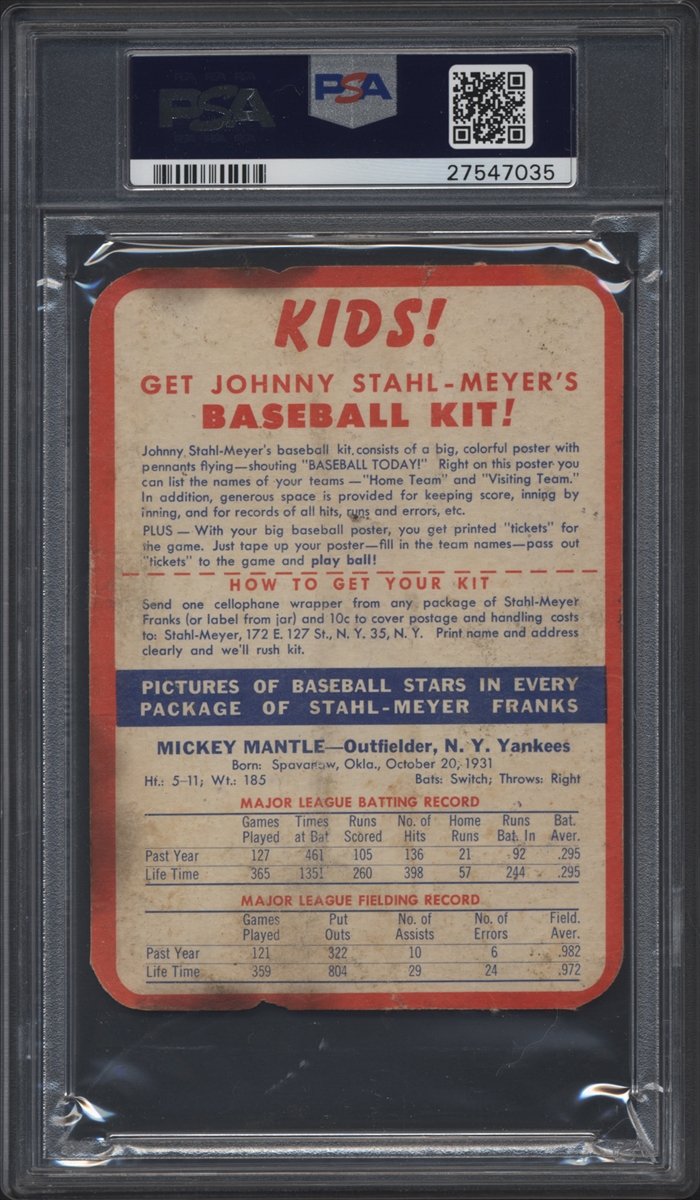 PSA
PSA
27547035
KIDS!
GET JOHNNY STAHL-MEYER'S
BASEBALL KIT!
Johnny Stahl-Meyer's baseball kit consists of a big, colorful poster with
pennants flying—shouting "BASEBALL TODAY!" Right on this poster you
can list the names of your teams —"Home Team" and "Visiting Team."
In addition, generous space is provided for keeping score, inning by
inning, and for records of all hits, runs and errors, etc.
PLUS — With your big baseball poster, you get printed "tickets" for
the game. Just tape up your poster—fill in the team names—pass out
"tickets" to the game and play ball!
HOW TO GET YOUR KIT
Send one cellophane wrapper from any package of Stahl-Meyer
Franks (or label from jar) and 10c to cover postage and handling costs
to: Stahl-Meyer, 172 E. 127 St., N. Y. 35, N. Y. Print name and address
clearly and we'll rush kit.
PICTURES OF BASEBALL STARS IN EVERY
PACKAGE OF STAHL-MEYER FRANKS
MICKEY MANTLE—Outfielder, N. Y. Yankees
Born: Spavanaw, Okla., October 20, 1931
Ht.: 5-11; Wt.: 185 Bats: Switch; Throws: Right
MAJOR LEAGUE BATTING RECORD
Games Times Runs No. of Home Runs Bat.
Played at Bat Scored Hits Runs Bat. In Aver.
Past Year 127 461 105 136 21 92 .295
Life Time 365 1351 260 398 57 244 .295
MAJOR LEAGUE FIELDING RECORD
Games Put No. of No. of Field.
Played Outs Assists Errors Aver.
Past Year 121 322 10 6 .982
Life Time 359 804 29 24 .972